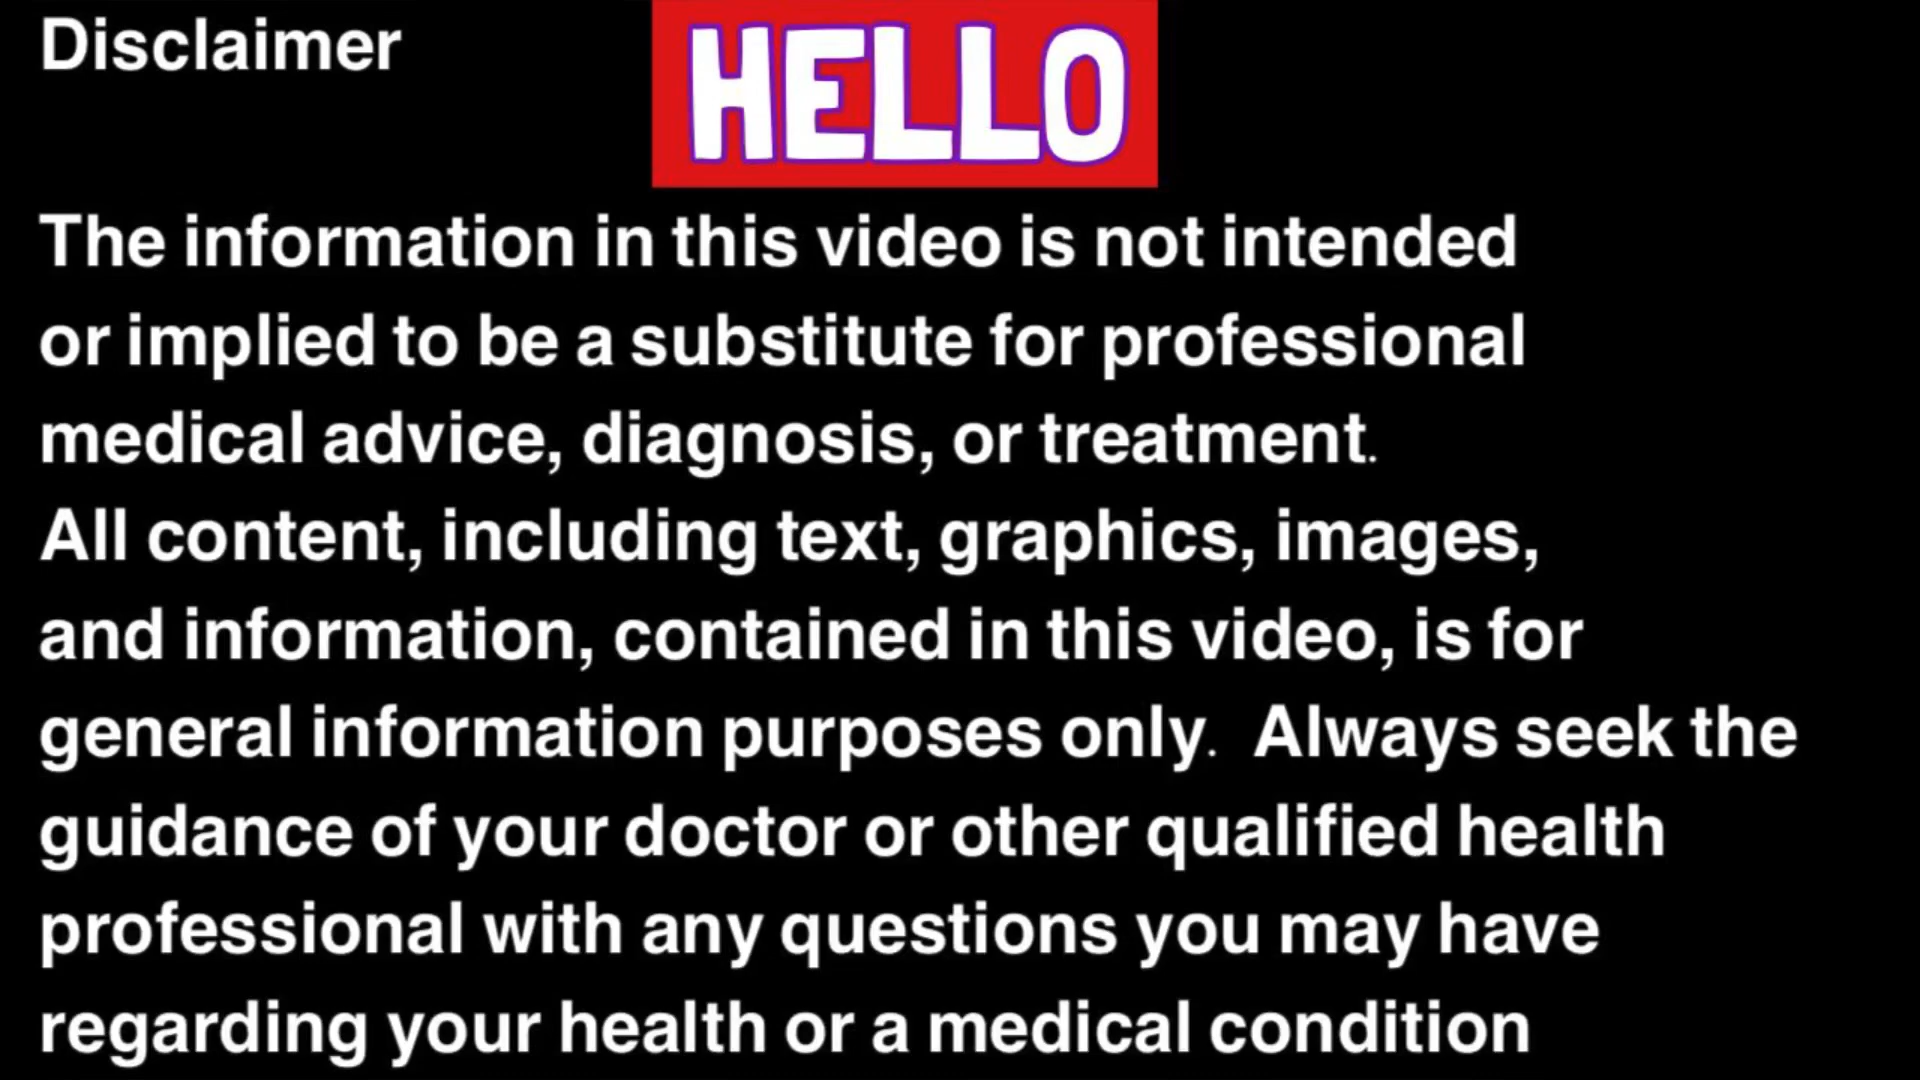 Disclaimer
HELLO
The information in this video is not intended
or implied to be a substitute for professional
medical advice, diagnosis, or treatment.
All content, including text, graphics, images,
and information, contained in this video, is for
general information purposes only.  Always seek the
guidance of your doctor or other qualified health
professional with any questions you may have
regarding your health or a medical condition